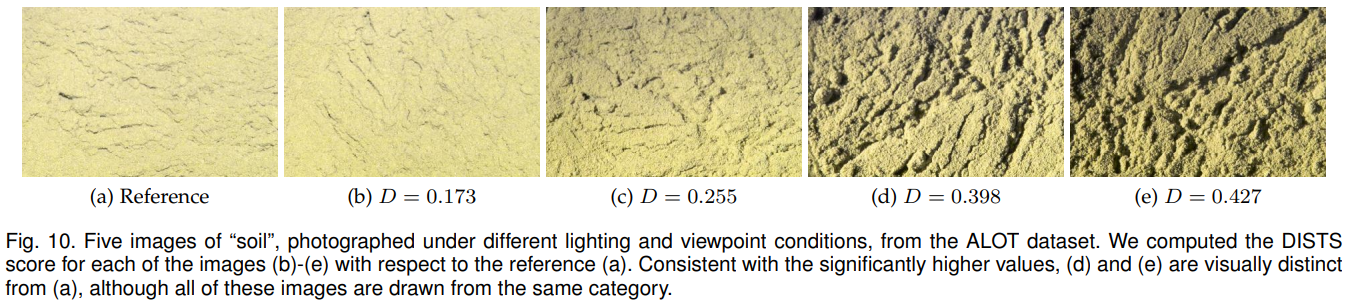 (a) Reference
(b) D = 0.173
(c) D = 0.255
(d) D = 0.398
(e) D = 0.427
Fig. 10. Five images of “soil”, photographed under different lighting and viewpoint conditions, from the ALOT dataset. We computed the DISTS
score for each of the images (b)-(e) with respect to the reference (a). Consistent with the significantly higher values, (d) and (e) are visually distinct
from (a), although all of these images are drawn from the same category.